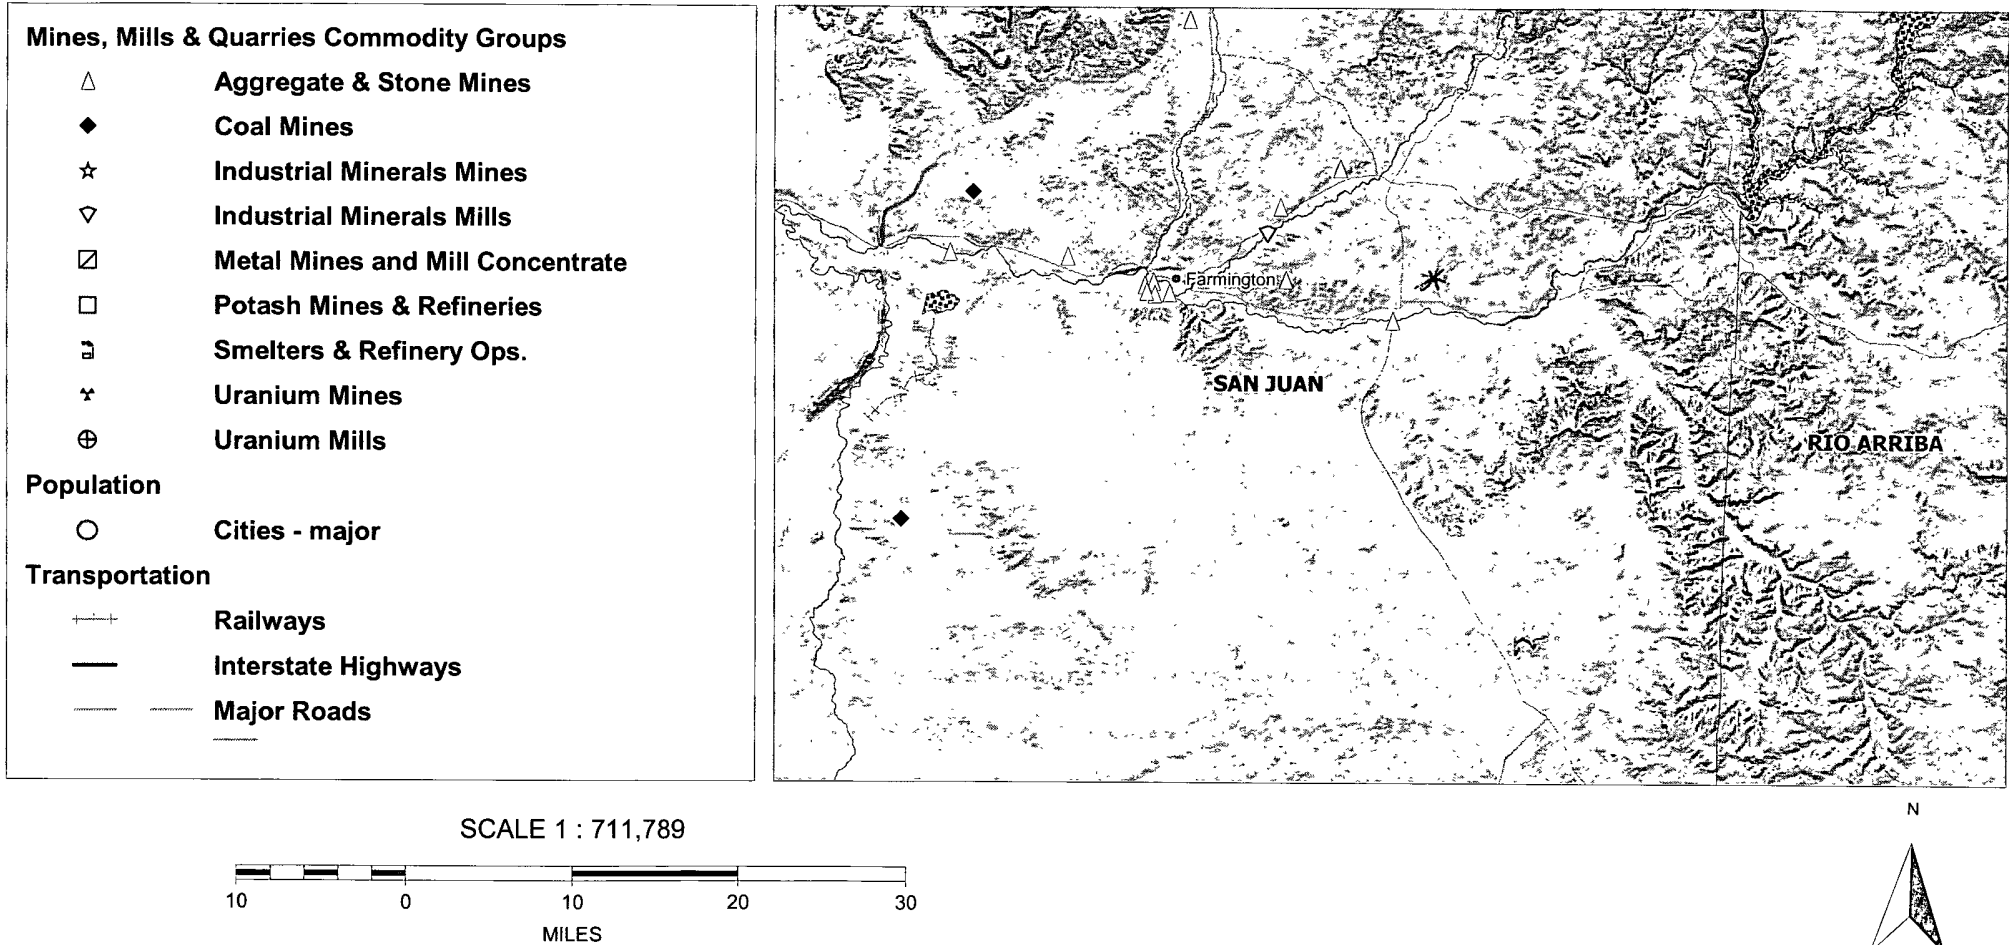 Mines, Mills & Quarries Commodity Groups
Aggregate & Stone Mines
Coal Mines
Industrial Minerals Mines
Industrial Minerals Mills
Metal Mines and Mill Concentrate
Potash Mines & Refineries
Smelters & Refinery Ops.
Uranium Mines
Uranium Mills
Population
Cities - major
Transportation
Railways
Interstate Highways
Major Roads
Farmington
SAN JUAN
RIO ARRIBA
SCALE 1 : 711,789
10 0 10 20 30
MILES
N